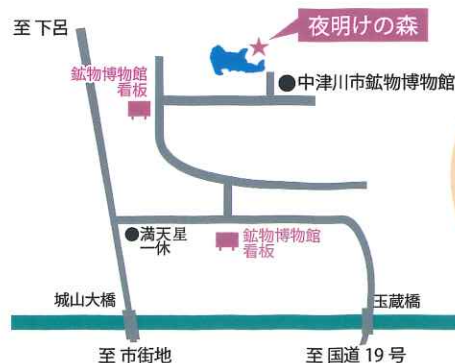 至 下呂
夜明けの森
鉱物博物館
看板
中津川市鉱物博物館
満天星
一休
鉱物博物館
看板
城山大橋
玉蔵橋
至 市街地
至 国道 19 号